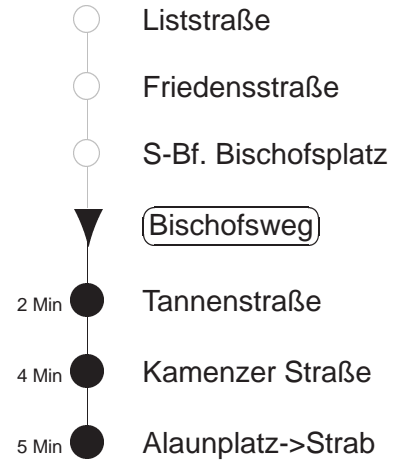 Liststraße
Friedensstraße
S-Bf. Bischofsplatz
Bischofsweg
2 Min Tannenstraße
4 Min Kamenzer Straße
5 Min Alaunplatz->Strab